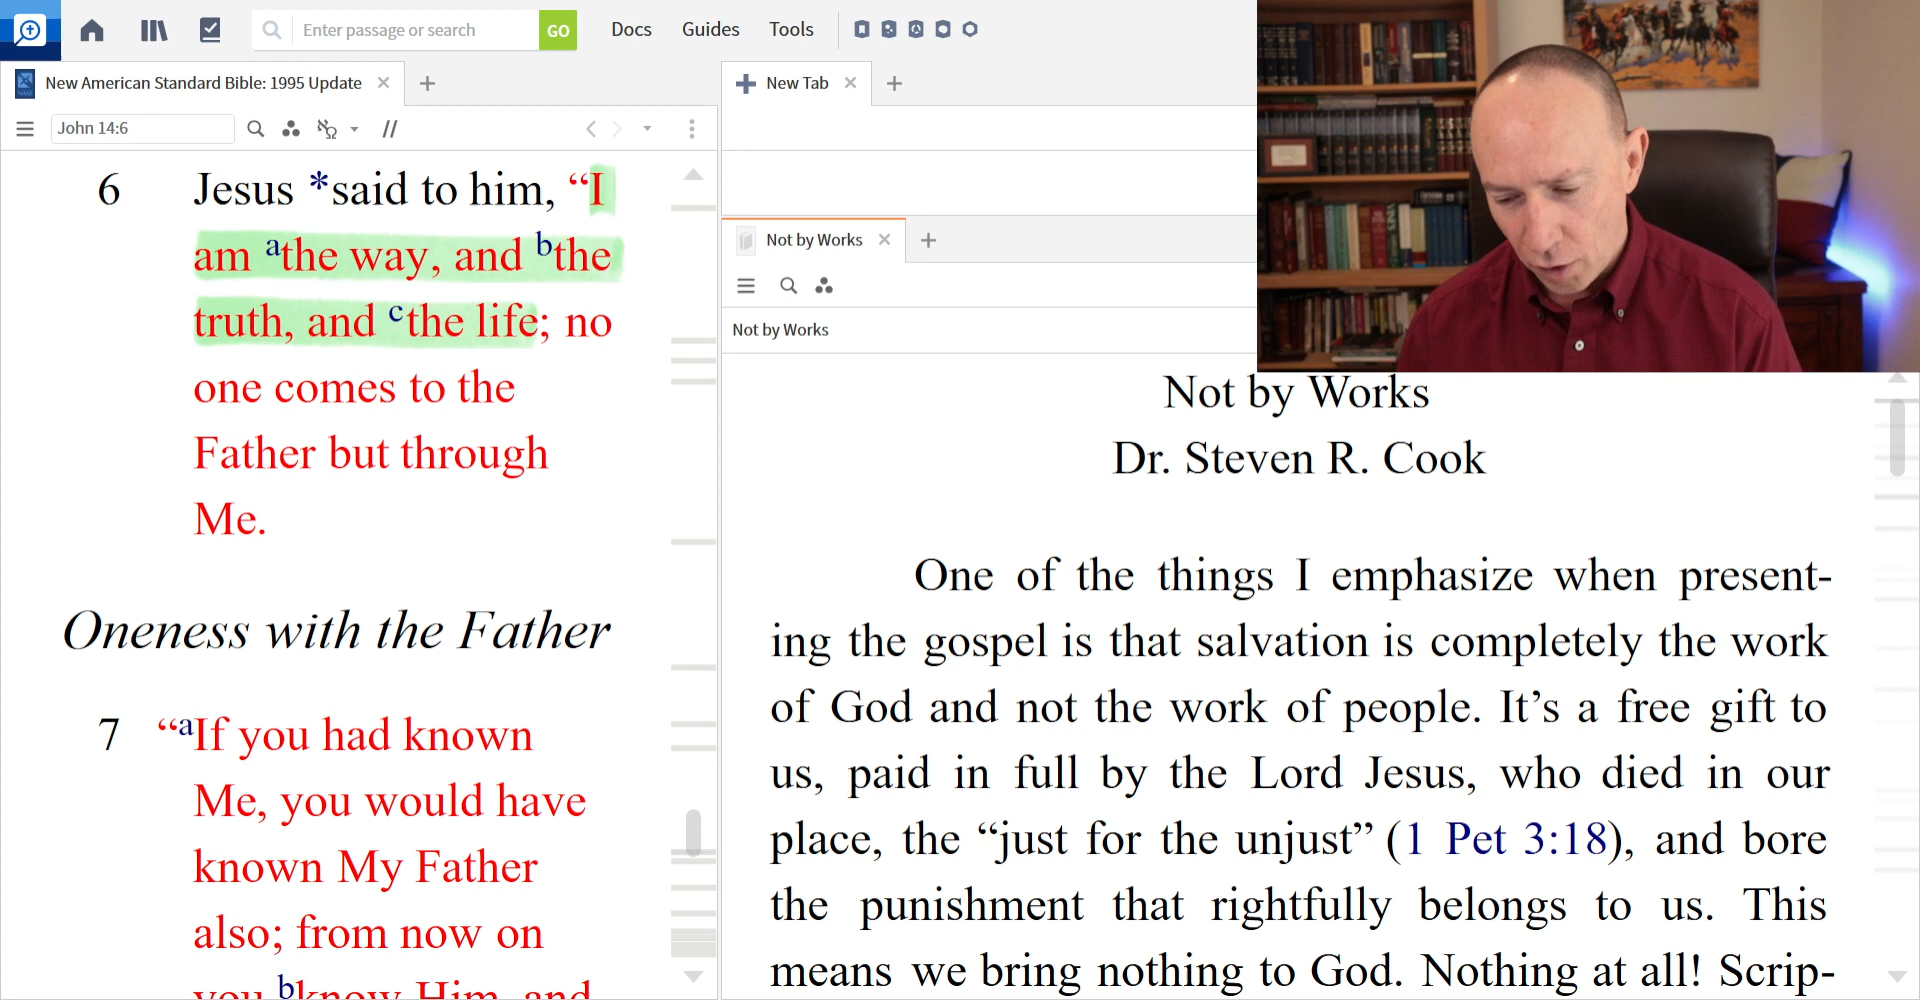 Enter passage or search
GO
Docs
Guides
Tools
New American Standard Bible: 1995 Update
John 14:6
6 Jesus *said to him, “I
am ᵃthe way, and ᵇthe
truth, and ᶜthe life; no
one comes to the
Father but through
Me.
Oneness with the Father
7 “ᵃIf you had known
Me, you would have
known My Father
also; from now on
you ᵇknow Him, and
New Tab
Not by Works
Not by Works
Not by Works
Dr. Steven R. Cook
One of the things I emphasize when present-
ing the gospel is that salvation is completely the work
of God and not the work of people. It’s a free gift to
us, paid in full by the Lord Jesus, who died in our
place, the “just for the unjust” (1 Pet 3:18), and bore
the punishment that rightfully belongs to us. This
means we bring nothing to God. Nothing at all! Scrip-